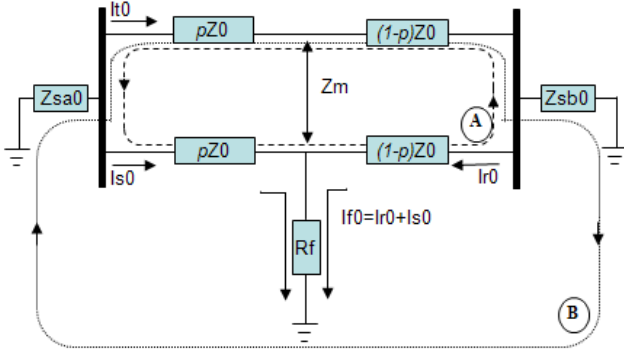 It0
pZ0
(1-p)Z0
Zsa0
Zm
Zsb0
A
pZ0
(1-p)Z0
Is0
Ir0
If0=Ir0+Is0
Rf
B